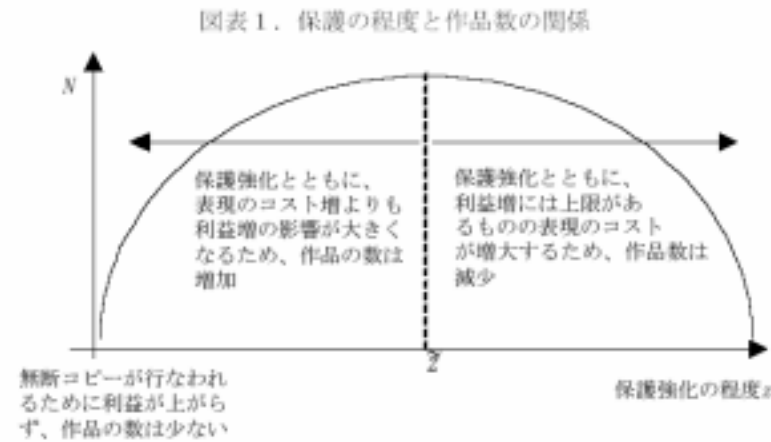 図表１．保護の程度と作品数の関係
N
保護強化とともに、
表現のコスト増よりも
利益増の影響が大きく
なるため、作品の数は
増加
保護強化とともに、
利益増には上限があ
るものの表現のコスト
が増大するため、作品数は
減少
z̃
保護強化の程度z
無断コピーが行なわれ
るために利益が上がら
ず、作品の数は少ない